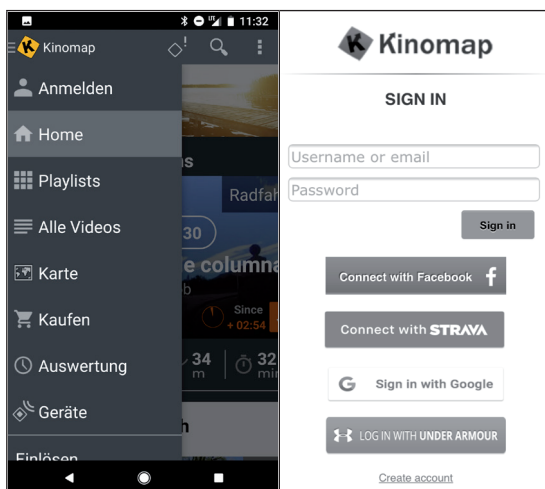 11:32
Kinomap
Anmelden
Home
Playlists
Alle Videos
Karte
Kaufen
Auswertung
Geräte
Einlösen
Radfah
30
e columna
b
Since
+ 02:54
34
m
32
min
h
Kinomap
SIGN IN
Username or email
Password
Sign in
Connect with Facebook f
Connect with STRAVA
G Sign in with Google
LOG IN WITH UNDER ARMOUR
Create account